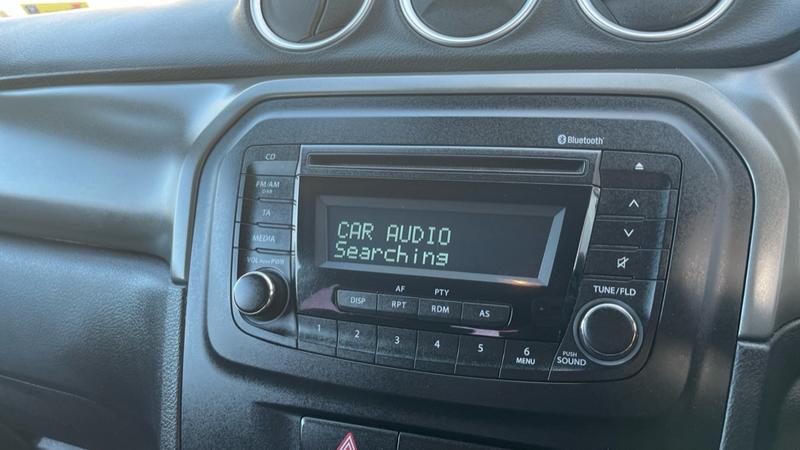 Bluetooth
CD
FM/AM
DAB
TA
MEDIA
VOL PUSH PWR
CAR AUDIO
Searching
AF
PTY
DISP
RPT
RDM
AS
1
2
3
4
5
6
MENU
TUNE/FLD
PUSH
SOUND